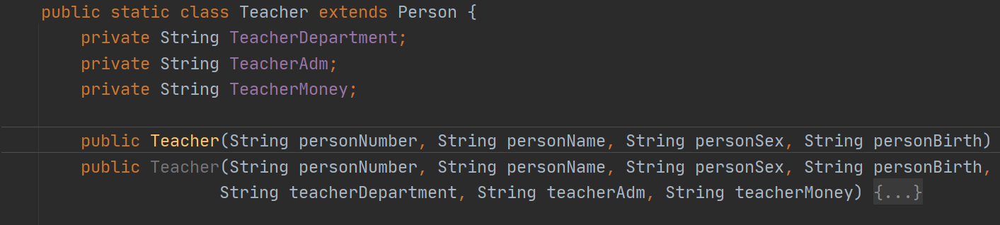 public static class Teacher extends Person {
private String TeacherDepartment;
private String TeacherAdm;
private String TeacherMoney;
public Teacher(String personNumber, String personName, String personSex, String personBirth)
public Teacher(String personNumber, String personName, String personSex, String personBirth,
String teacherDepartment, String teacherAdm, String teacherMoney) {...}